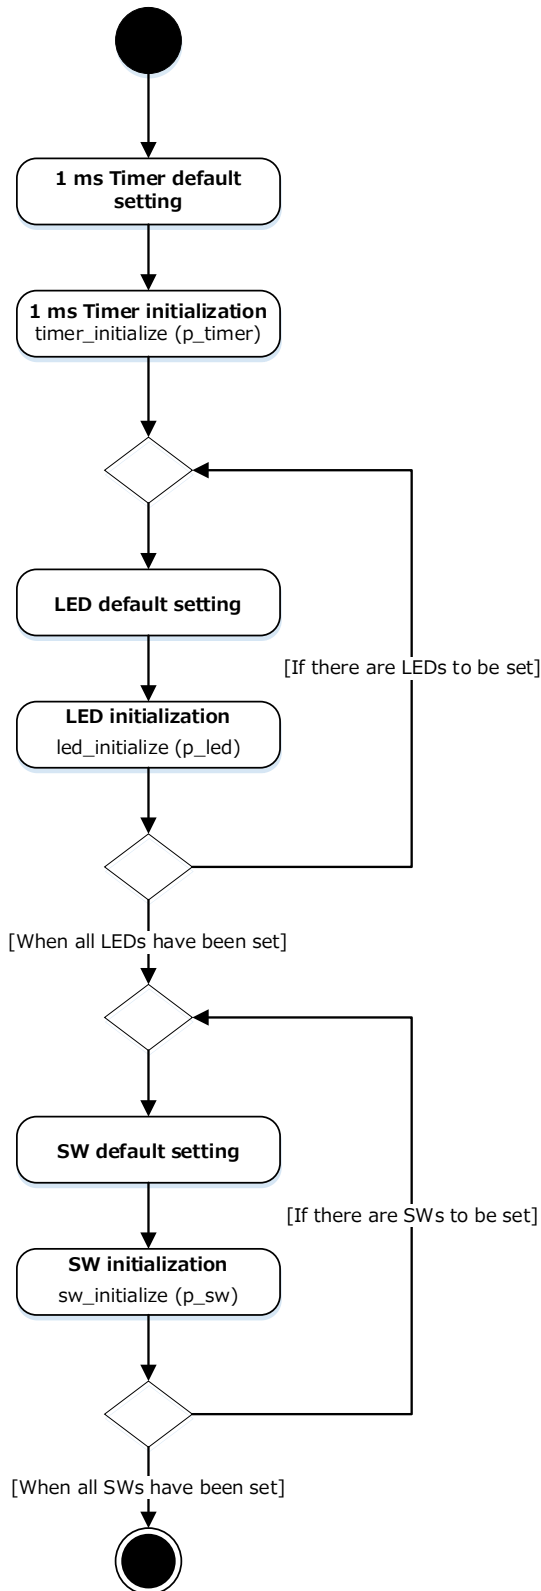 1 ms Timer default
setting
1 ms Timer initialization
timer_initialize (p_timer)
LED default setting
[If there are LEDs to be set]
LED initialization
led_initialize (p_led)
[When all LEDs have been set]
SW default setting
[If there are SWs to be set]
SW initialization
sw_initialize (p_sw)
[When all SWs have been set]